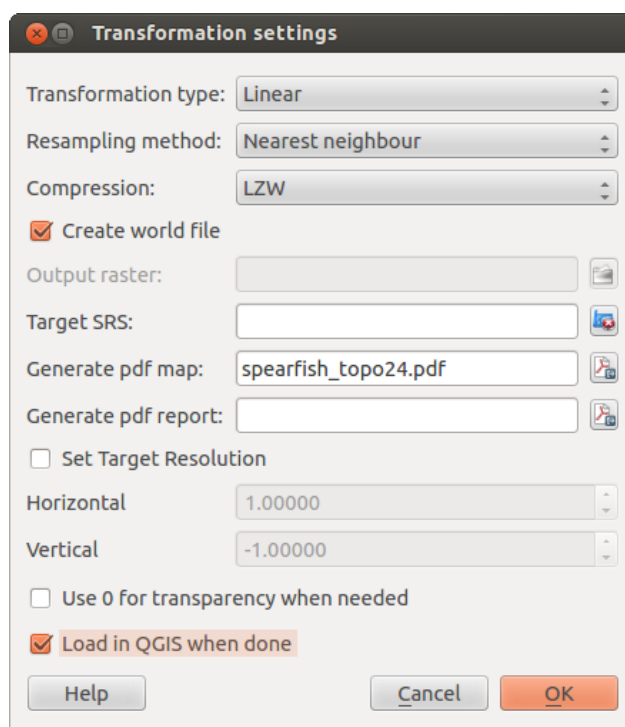 Transformation settings
Transformation type: Linear
Resampling method: Nearest neighbour
Compression: LZW
Create world file
Output raster:
Target SRS:
Generate pdf map: spearfish_topo24.pdf
Generate pdf report:
Set Target Resolution
Horizontal 1.00000
Vertical -1.00000
Use 0 for transparency when needed
Load in QGIS when done
Help Cancel OK